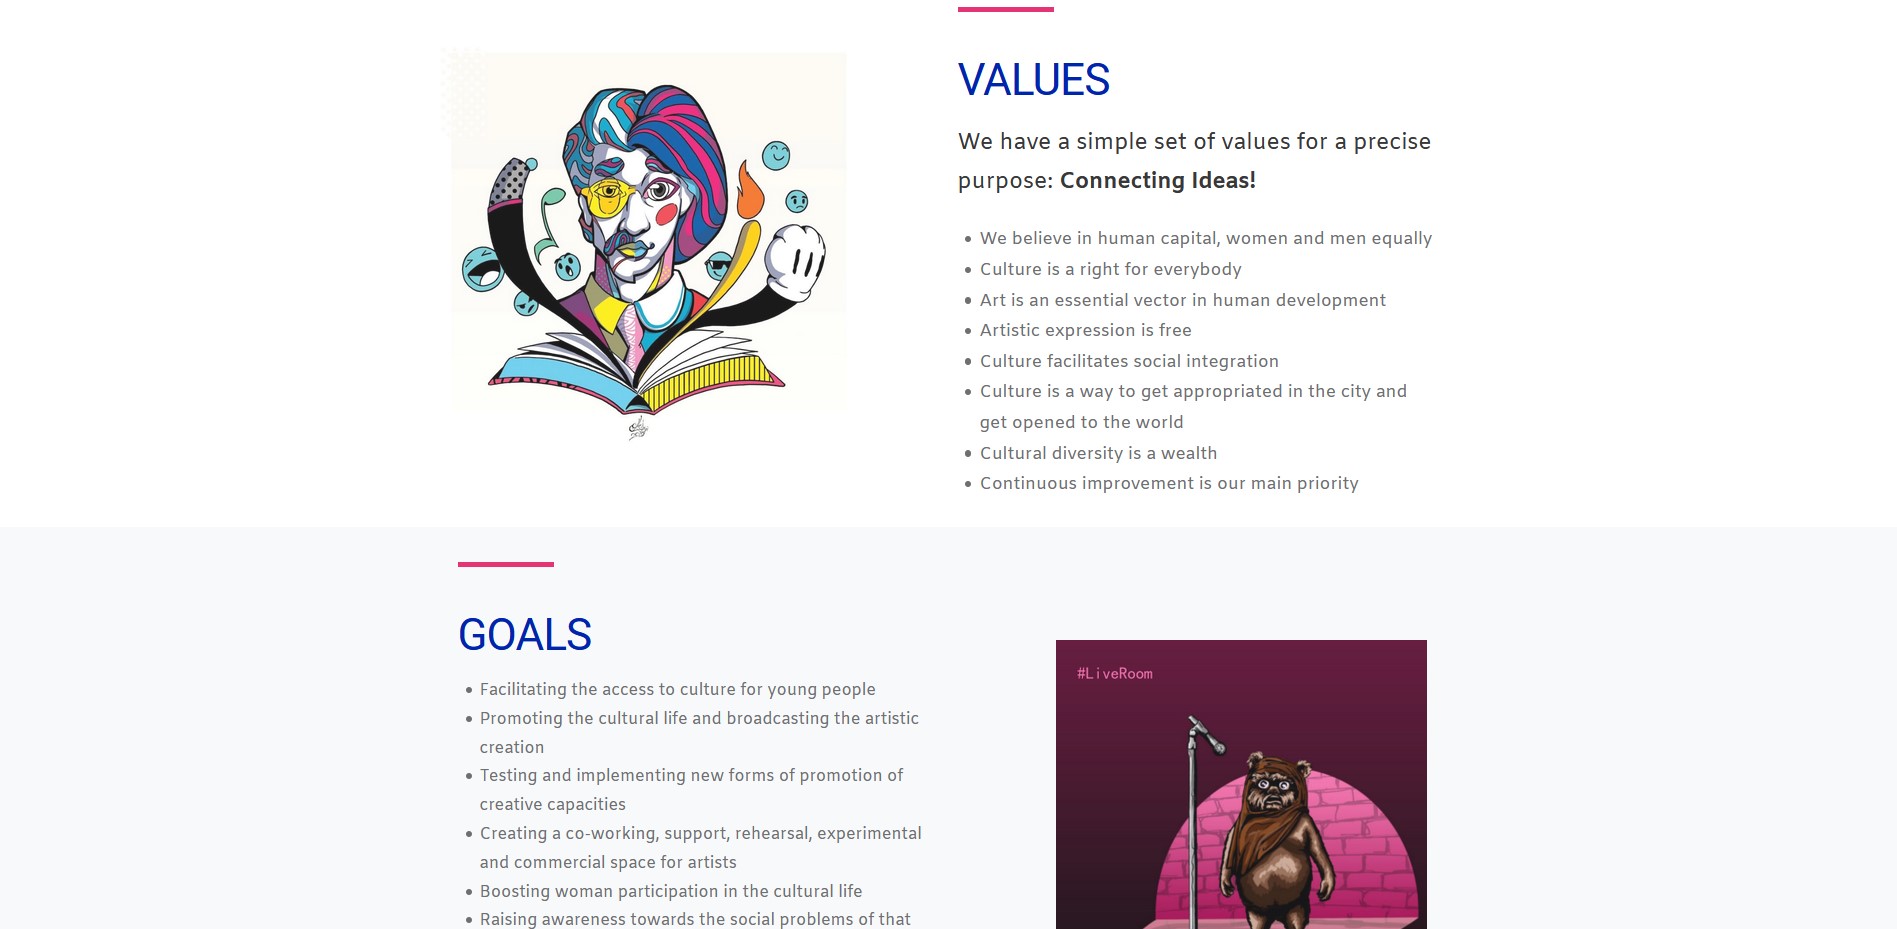 VALUES
We have a simple set of values for a precise
purpose: Connecting Ideas!
We believe in human capital, women and men equally
Culture is a right for everybody
Art is an essential vector in human development
Artistic expression is free
Culture facilitates social integration
Culture is a way to get appropriated in the city and
get opened to the world
Cultural diversity is a wealth
Continuous improvement is our main priority
GOALS
Facilitating the access to culture for young people
Promoting the cultural life and broadcasting the artistic
creation
Testing and implementing new forms of promotion of
creative capacities
Creating a co-working, support, rehearsal, experimental
and commercial space for artists
Boosting woman participation in the cultural life
Raising awareness towards the social problems of that
#LiveRoom